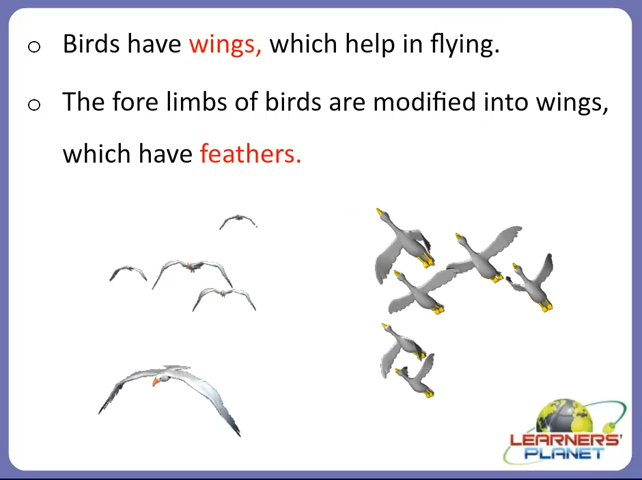 o Birds have wings, which help in flying.
o The fore limbs of birds are modified into wings,
which have feathers.
LEARNERS'
PLANET